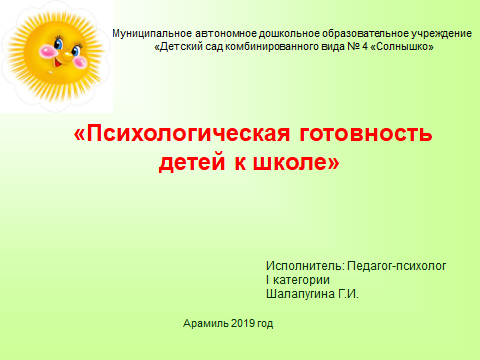 Муниципальное автономное дошкольное образовательное учреждение
«Детский сад комбинированного вида № 4 «Солнышко»
«Психологическая готовность
детей к школе»
Исполнитель: Педагог-психолог
I категории
Шалапугина Г.И.
Арамиль 2019 год